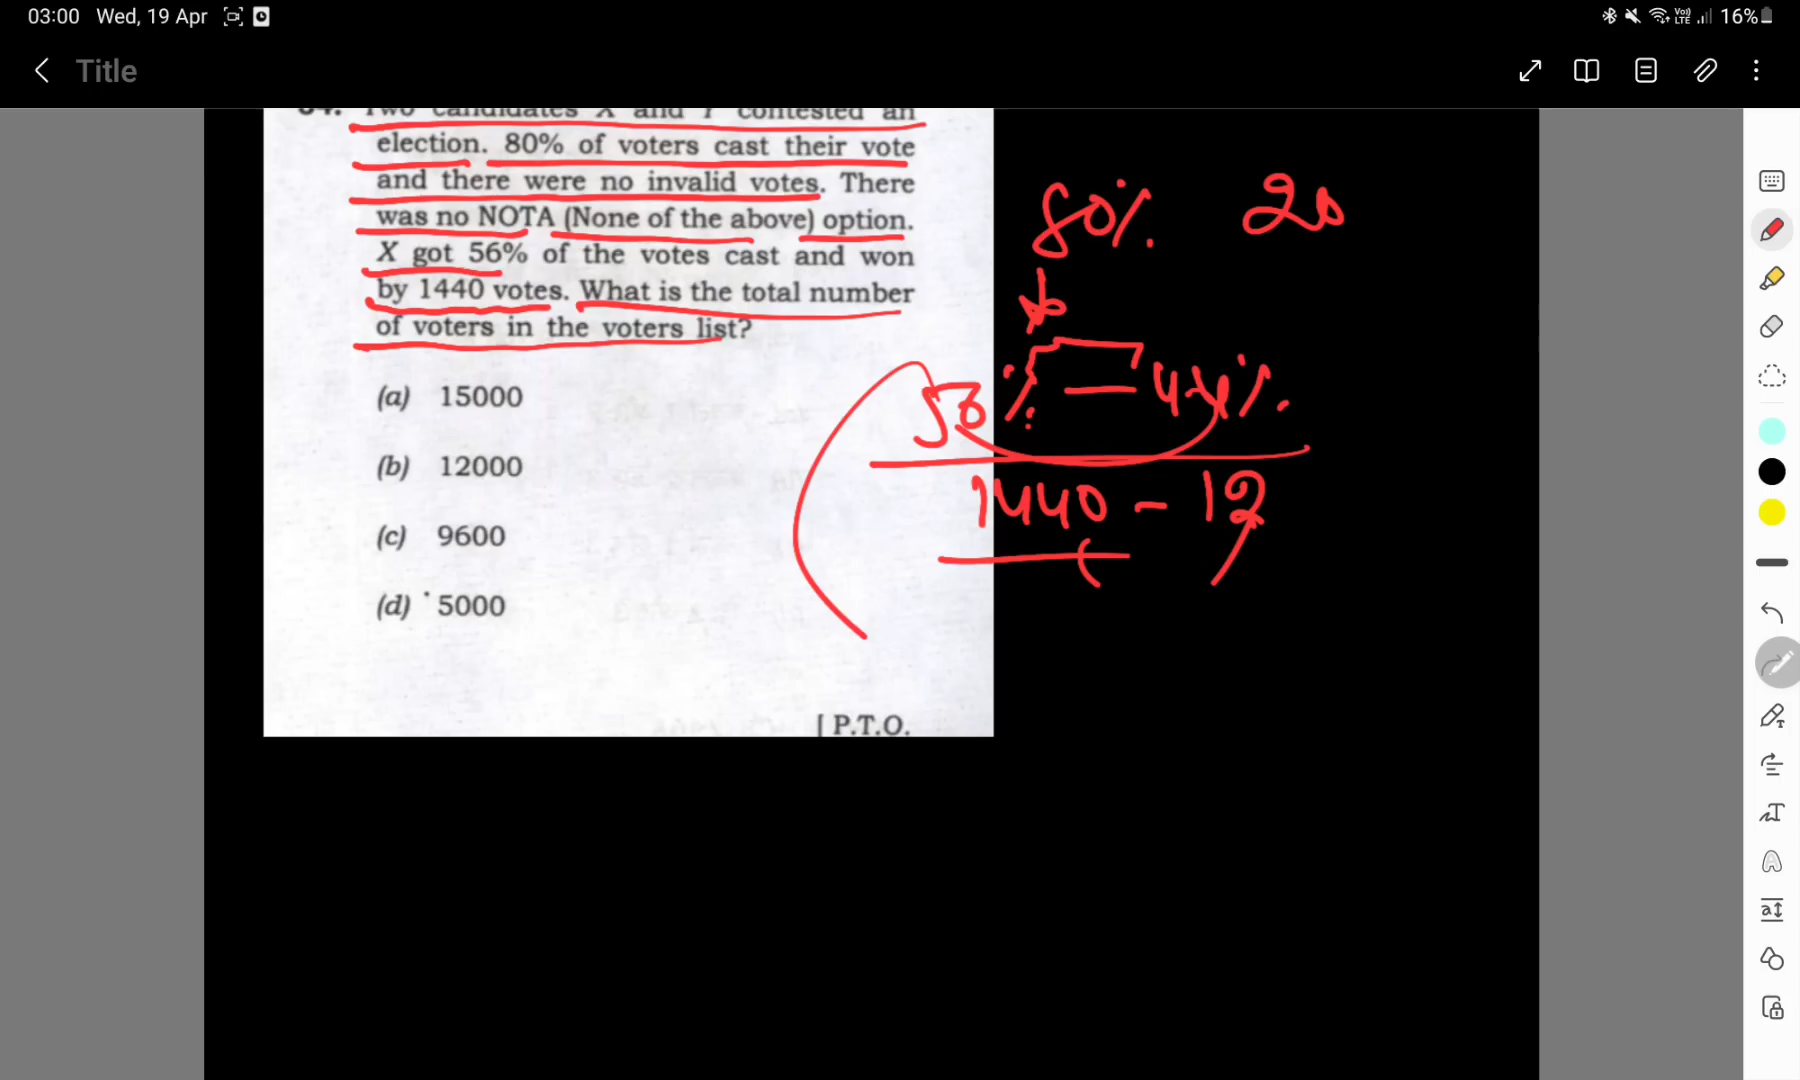 03:00 Wed, 19 Apr 16%
Title
Two candidates X and Y contested an
election. 80% of voters cast their vote
and there were no invalid votes. There
was no NOTA (None of the above) option.
X got 56% of the votes cast and won
by 1440 votes. What is the total number
of voters in the voters list?
(a) 15000
(b) 12000
(c) 9600
(d) 5000
[ P.T.O.
80% 20
56% 44%.
1440 - 12